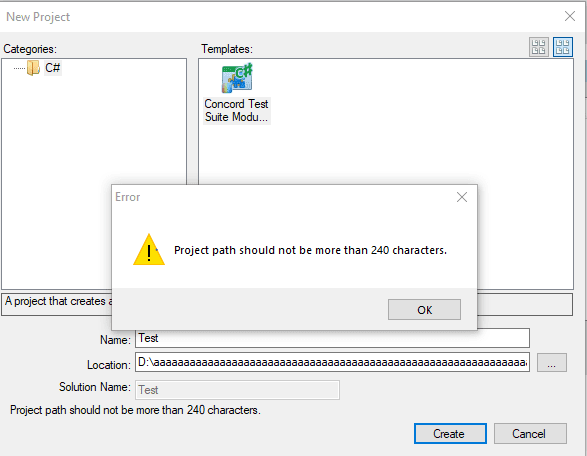 New Project
Categories:
Templates:
C#
Concord Test
Suite Modu...
Error
Project path should not be more than 240 characters.
OK
A project that creates a
Name:
Test
Location:
...
Solution Name:
Test
Project path should not be more than 240 characters.
Create
Cancel